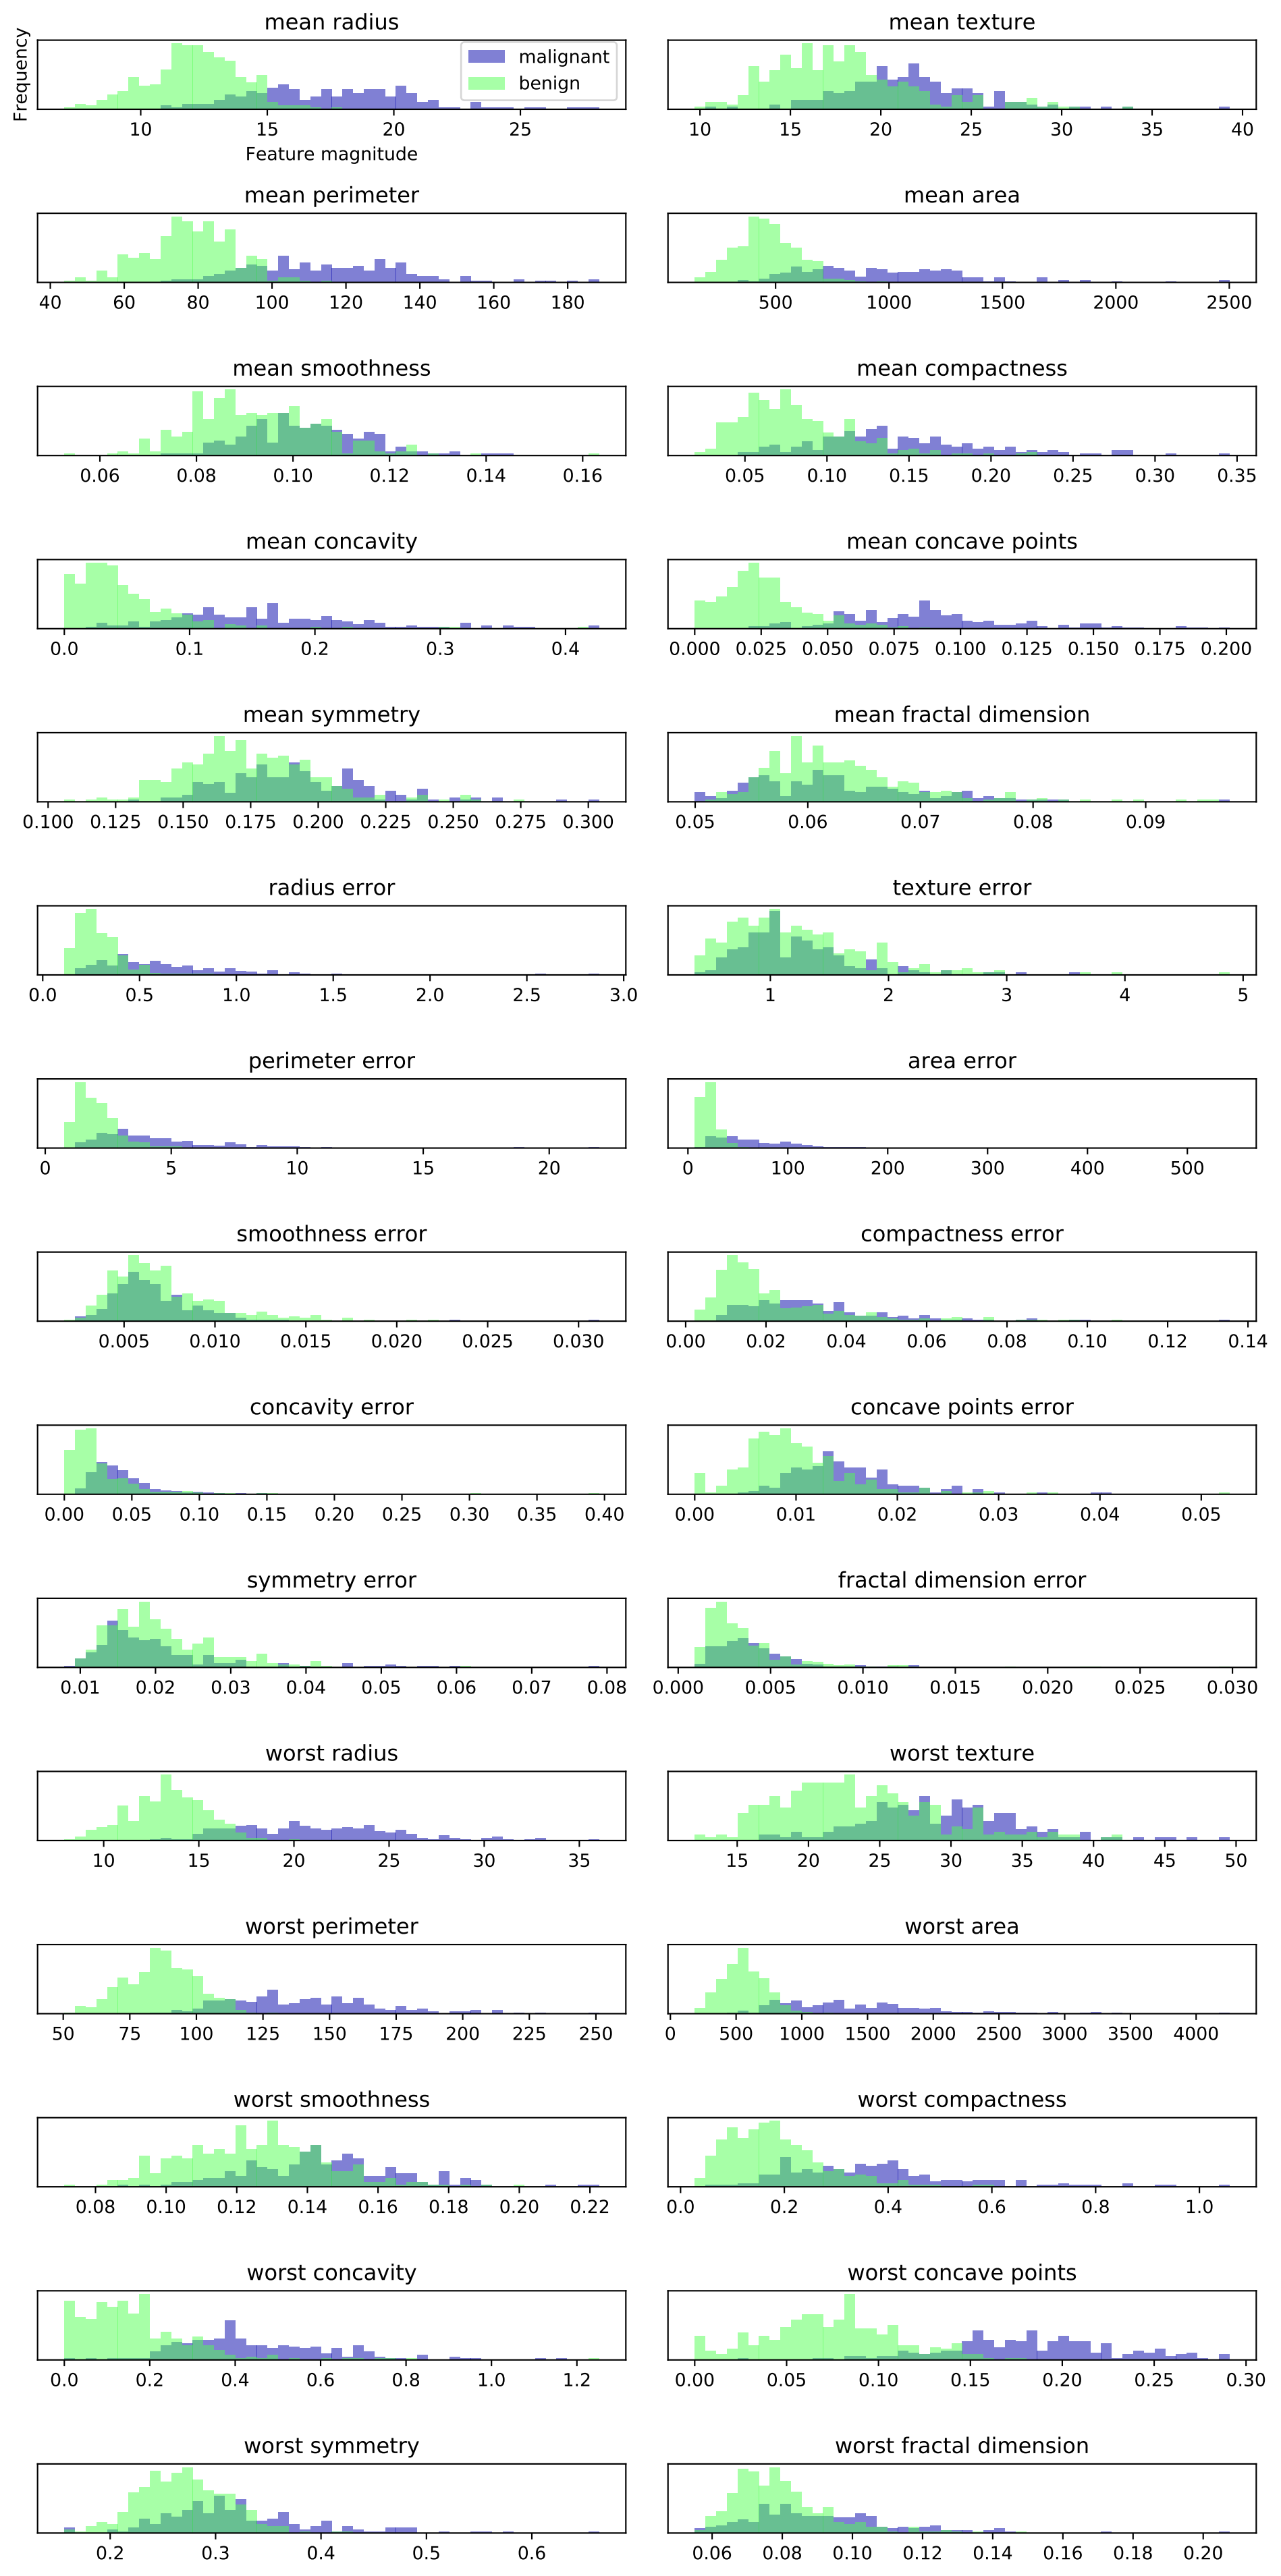 mean radius
Frequency
malignant
benign
10 15 20 25
Feature magnitude
mean texture
10 15 20 25 30 35 40
mean perimeter
40 60 80 100 120 140 160 180
mean area
500 1000 1500 2000 2500
mean smoothness
0.06 0.08 0.10 0.12 0.14 0.16
mean compactness
0.05 0.10 0.15 0.20 0.25 0.30 0.35
mean concavity
0.0 0.1 0.2 0.3 0.4
mean concave points
0.000 0.025 0.050 0.075 0.100 0.125 0.150 0.175 0.200
mean symmetry
0.100 0.125 0.150 0.175 0.200 0.225 0.250 0.275 0.300
mean fractal dimension
0.05 0.06 0.07 0.08 0.09
radius error
0.0 0.5 1.0 1.5 2.0 2.5 3.0
texture error
1 2 3 4 5
perimeter error
0 5 10 15 20
area error
0 100 200 300 400 500
smoothness error
0.005 0.010 0.015 0.020 0.025 0.030
compactness error
0.00 0.02 0.04 0.06 0.08 0.10 0.12 0.14
concavity error
0.00 0.05 0.10 0.15 0.20 0.25 0.30 0.35 0.40
concave points error
0.00 0.01 0.02 0.03 0.04 0.05
symmetry error
0.01 0.02 0.03 0.04 0.05 0.06 0.07 0.08
fractal dimension error
0.000 0.005 0.010 0.015 0.020 0.025 0.030
worst radius
10 15 20 25 30 35
worst texture
15 20 25 30 35 40 45 50
worst perimeter
50 75 100 125 150 175 200 225 250
worst area
0 500 1000 1500 2000 2500 3000 3500 4000
worst smoothness
0.08 0.10 0.12 0.14 0.16 0.18 0.20 0.22
worst compactness
0.0 0.2 0.4 0.6 0.8 1.0
worst concavity
0.0 0.2 0.4 0.6 0.8 1.0 1.2
worst concave points
0.00 0.05 0.10 0.15 0.20 0.25 0.30
worst symmetry
0.2 0.3 0.4 0.5 0.6
worst fractal dimension
0.06 0.08 0.10 0.12 0.14 0.16 0.18 0.20